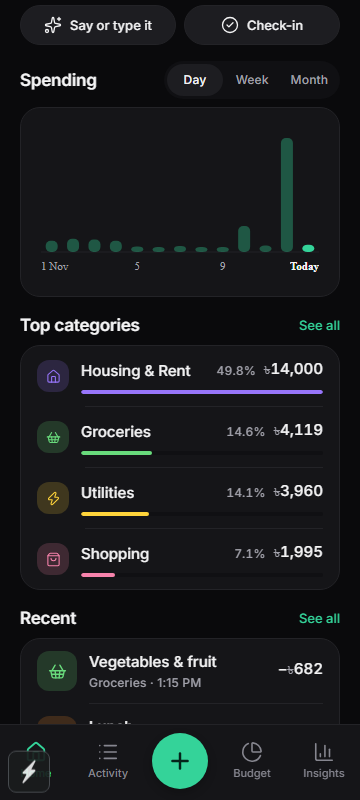 Say or type it
Check-in
Spending
Day Week Month
1 Nov 5 9 Today
Top categories See all
Housing & Rent 49.8% ৳14,000
Groceries 14.6% ৳4,119
Utilities 14.1% ৳3,960
Shopping 7.1% ৳1,995
Recent See all
Vegetables & fruit −৳682
Groceries · 1:15 PM
Activity Budget Insights